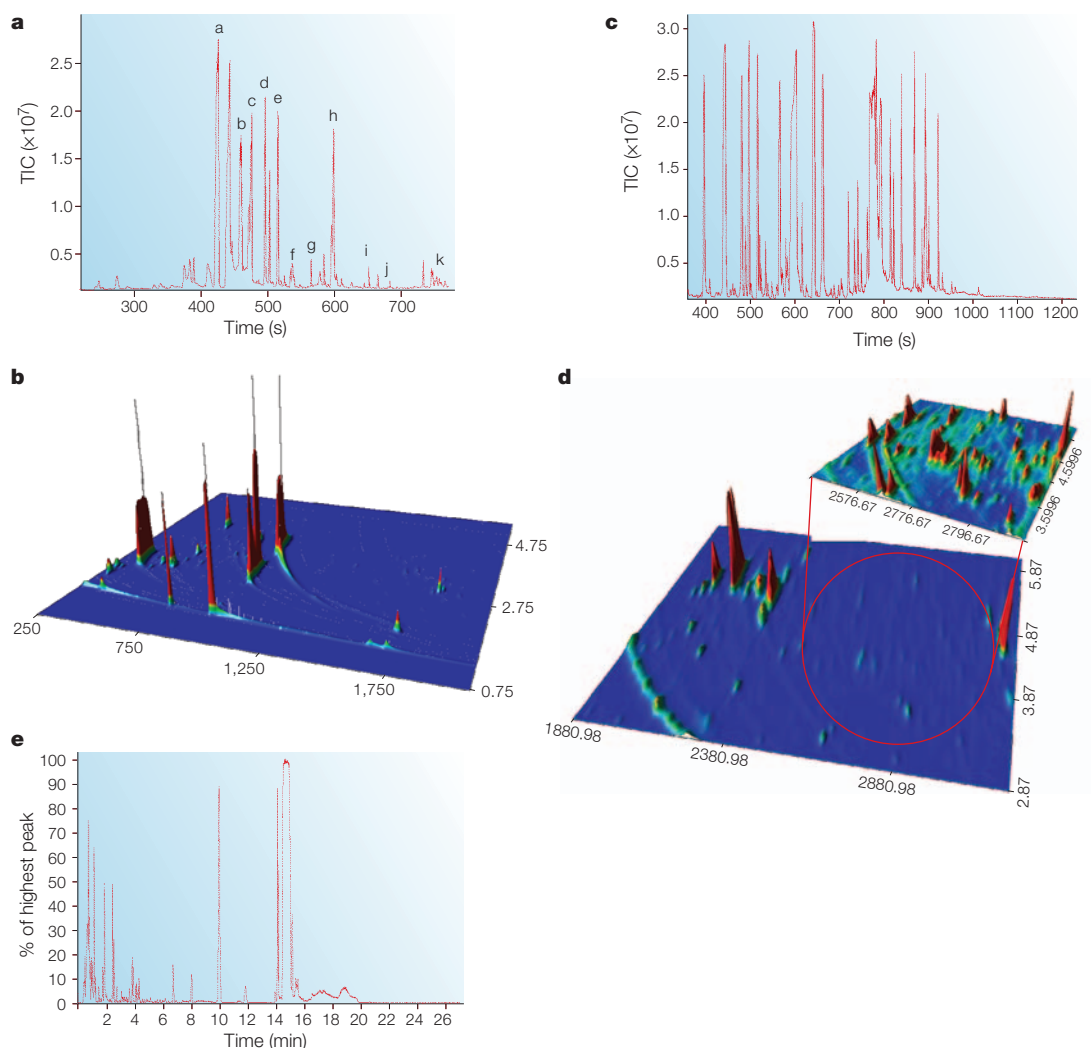 a
TIC (×10⁷)
2.5
2.0
1.5
1.0
0.5
a
b
c
d
e
f
g
h
i
j
k
300 400 500 600 700
Time (s)
c
TIC (×10⁷)
3.0
2.5
2.0
1.5
1.0
0.5
400 500 600 700 800 900 1000 1100 1200
Time (s)
b
250
750
1,250
1,750
0.75
2.75
4.75
d
2576.67
2776.67
2796.67
3.5996
4.5996
1880.98
2380.98
2880.98
2.87
3.87
4.87
5.87
e
% of highest peak
100
90
80
70
60
50
40
30
20
10
0
2 4 6 8 10 12 14 16 18 20 22 24 26
Time (min)